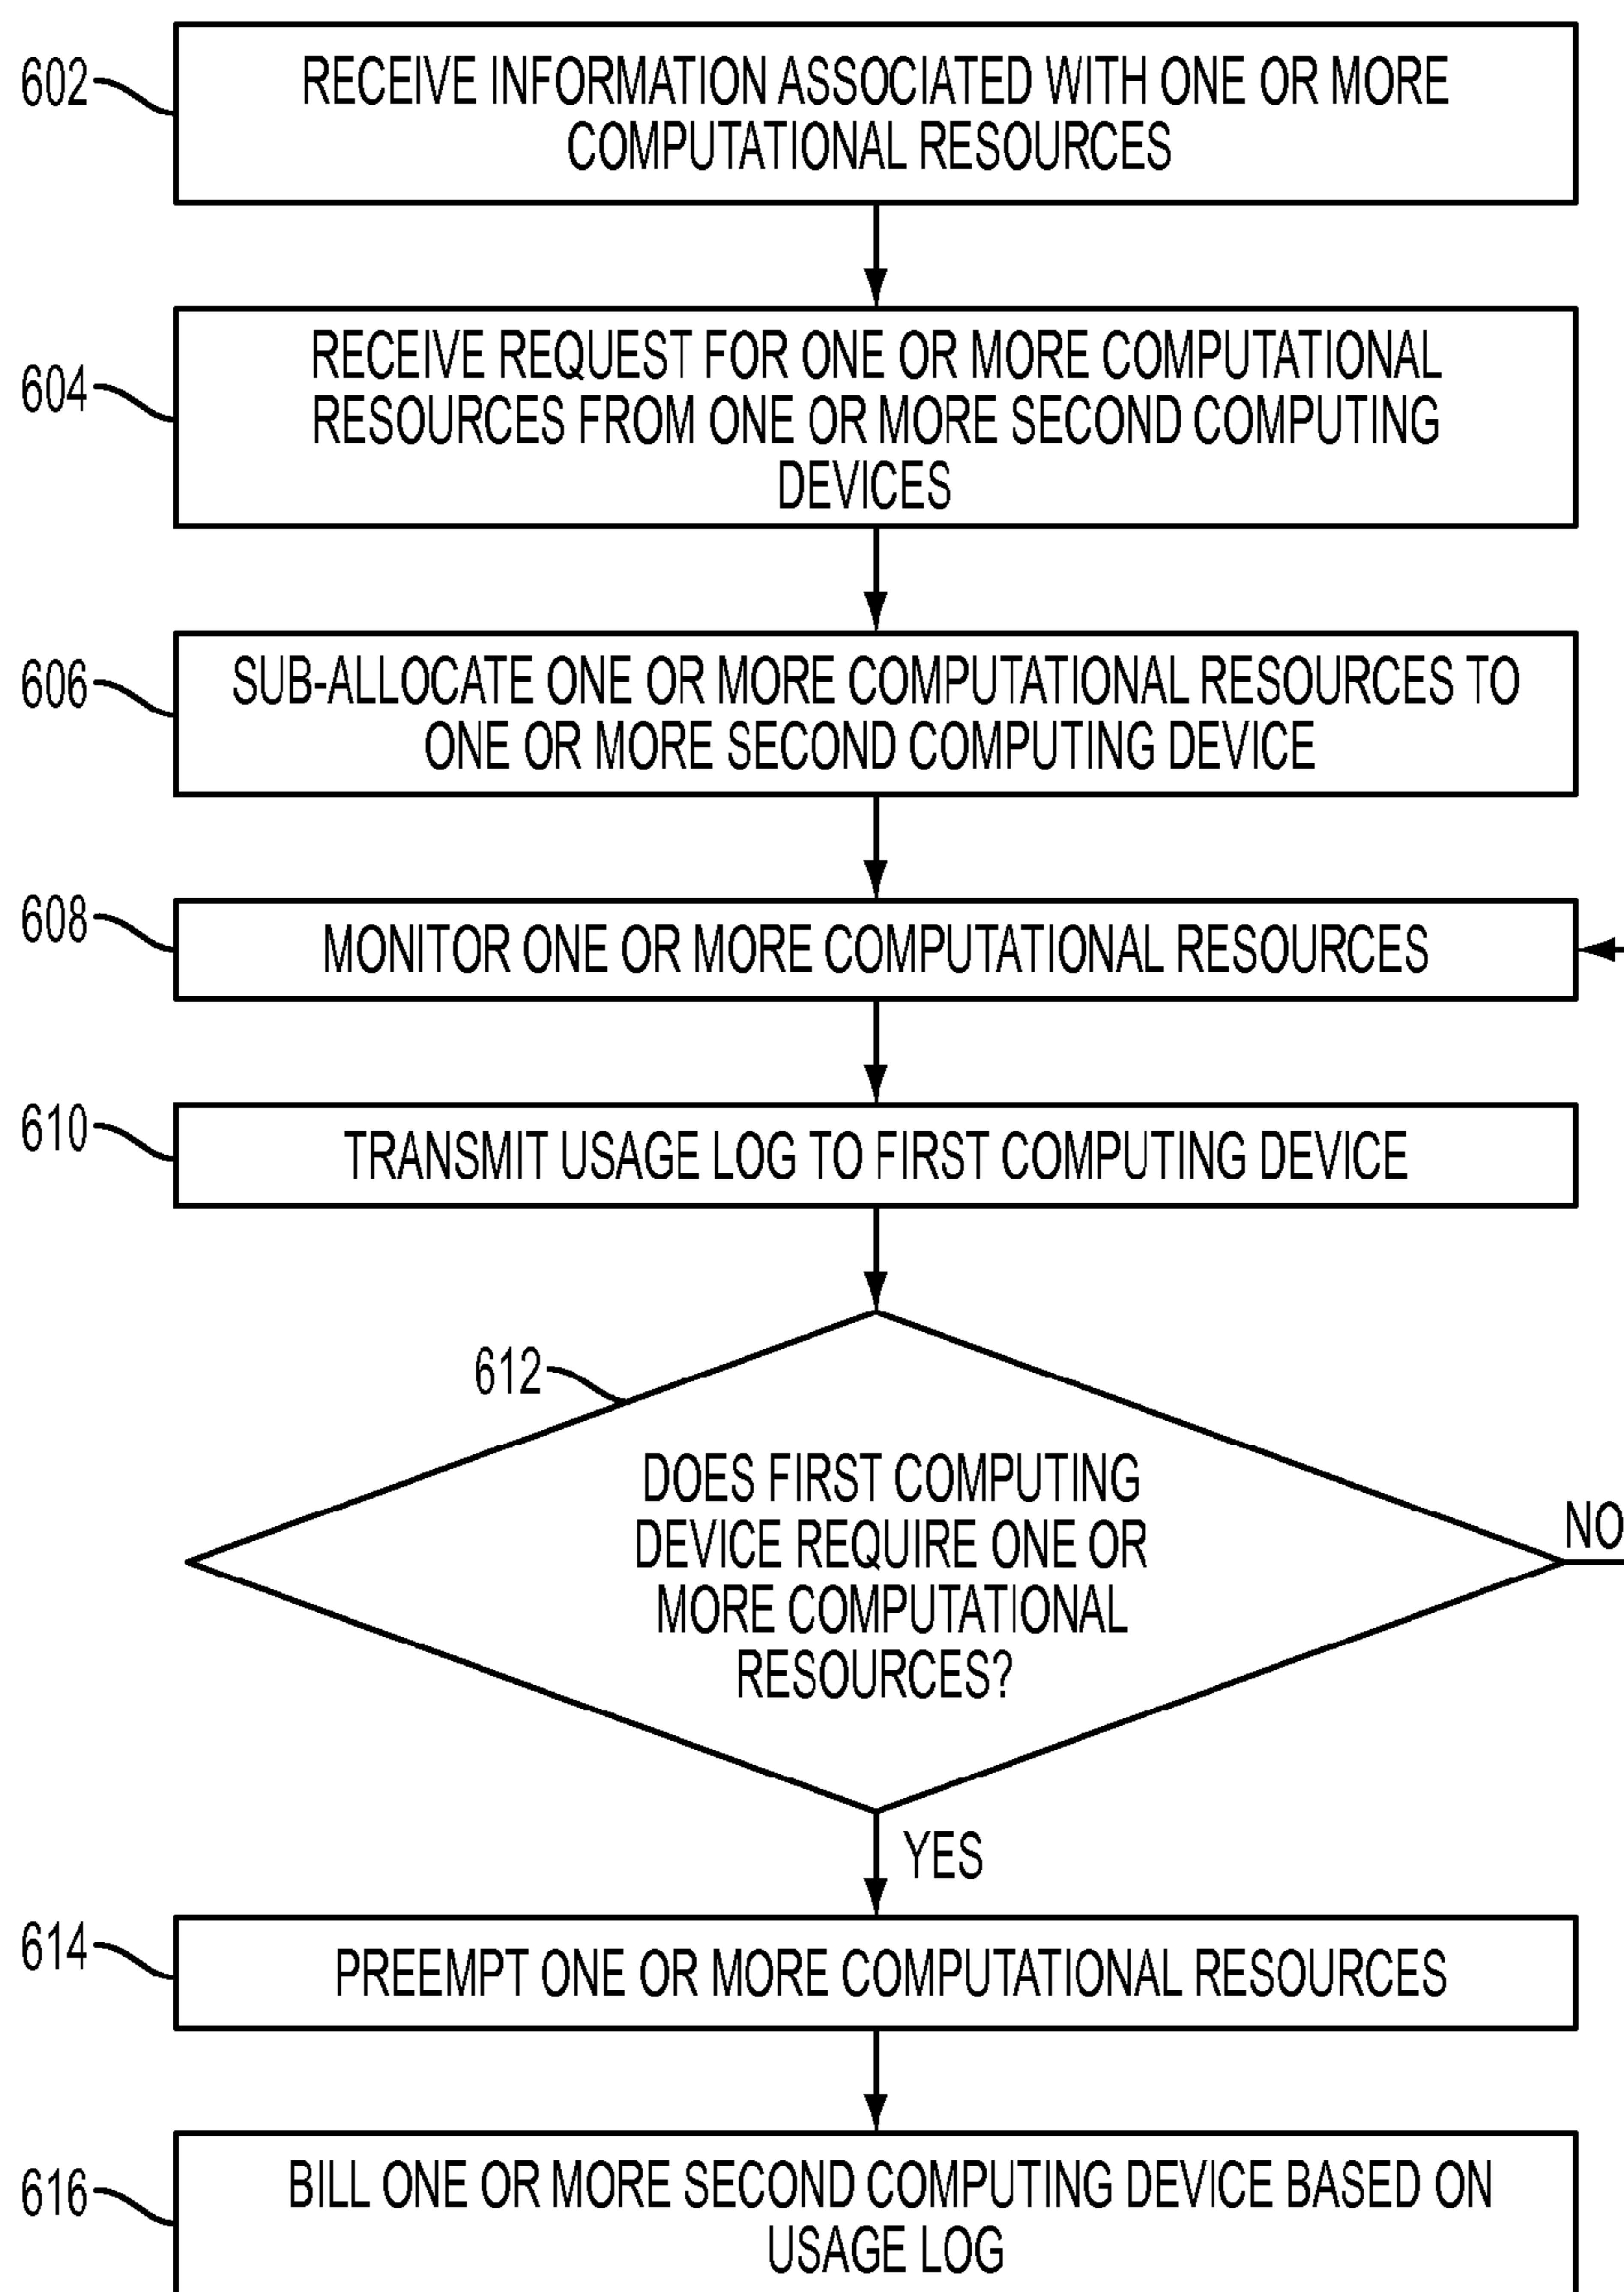 602
RECEIVE INFORMATION ASSOCIATED WITH ONE OR MORE
COMPUTATIONAL RESOURCES
604
RECEIVE REQUEST FOR ONE OR MORE COMPUTATIONAL
RESOURCES FROM ONE OR MORE SECOND COMPUTING
DEVICES
606
SUB-ALLOCATE ONE OR MORE COMPUTATIONAL RESOURCES TO
ONE OR MORE SECOND COMPUTING DEVICE
608
MONITOR ONE OR MORE COMPUTATIONAL RESOURCES
610
TRANSMIT USAGE LOG TO FIRST COMPUTING DEVICE
612
DOES FIRST COMPUTING
DEVICE REQUIRE ONE OR
MORE COMPUTATIONAL
RESOURCES?
NO
YES
614
PREEMPT ONE OR MORE COMPUTATIONAL RESOURCES
616
BILL ONE OR MORE SECOND COMPUTING DEVICE BASED ON
USAGE LOG